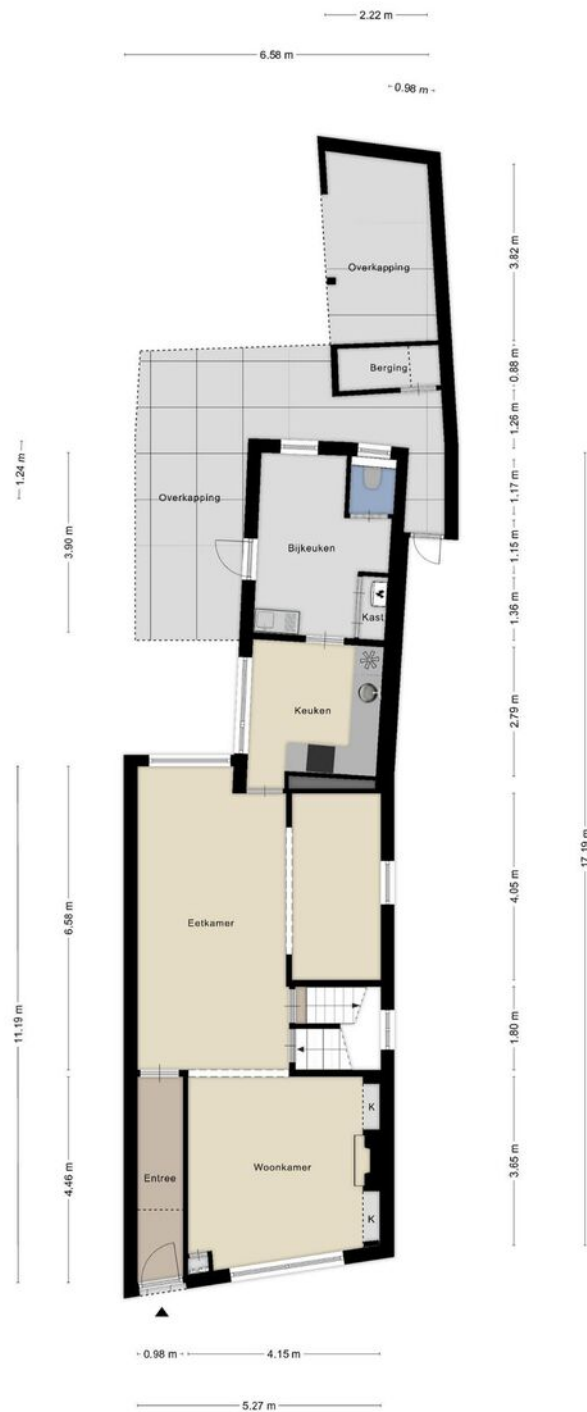 2.22 m
6.58 m
0.98 m
3.82 m
Overkapping
0.88 m
Berging
1.26 m
1.24 m
1.17 m
3.90 m
Overkapping
Bijkeuken
1.15 m
1.36 m
Kast
2.79 m
Keuken
17.19 m
4.05 m
6.58 m
Eetkamer
11.19 m
1.80 m
K
3.65 m
4.46 m
Entree
Woonkamer
K
0.98 m
4.15 m
5.27 m